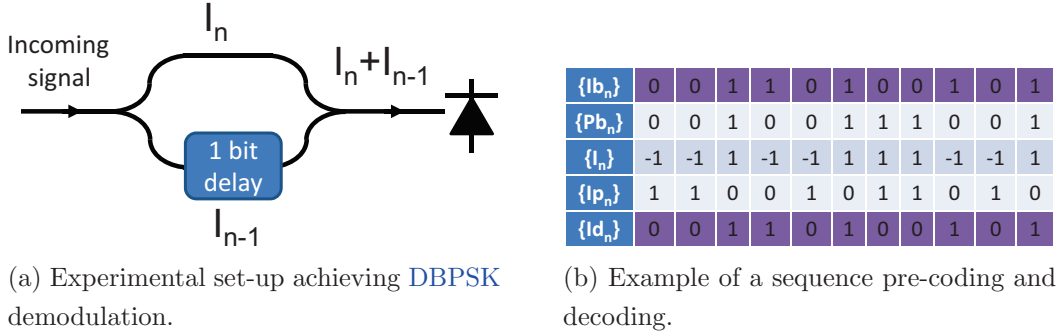 I_n
Incoming
signal
I_n+I_{n-1}
1 bit
delay
I_{n-1}
(a) Experimental set-up achieving DBPSK
demodulation.
{Ib_n} 0 0 1 1 0 1 0 0 1 0 1
{Pb_n} 0 0 1 0 0 1 1 1 0 0 1
{I_n} -1 -1 1 -1 -1 1 1 1 -1 -1 1
{Ip_n} 1 1 0 0 1 0 1 1 0 1 0
{Id_n} 0 0 1 1 0 1 0 0 1 0 1
(b) Example of a sequence pre-coding and
decoding.